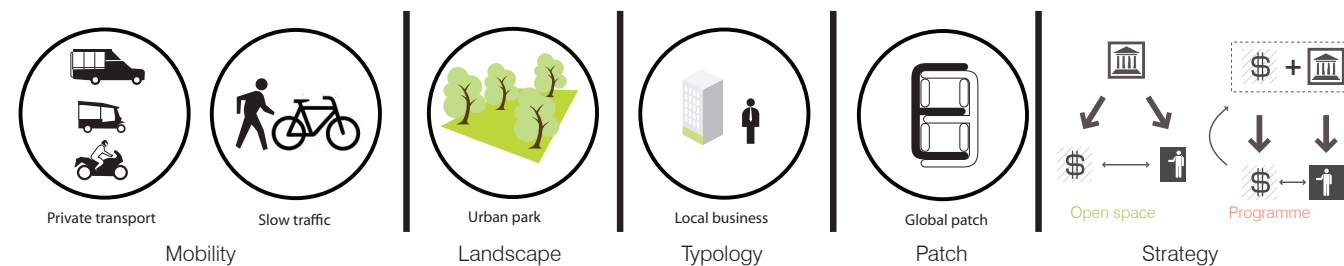 $ + 
$
$
Open space
Programme
Private transport
Slow traffic
Urban park
Local business
Global patch
Mobility
Landscape
Typology
Patch
Strategy